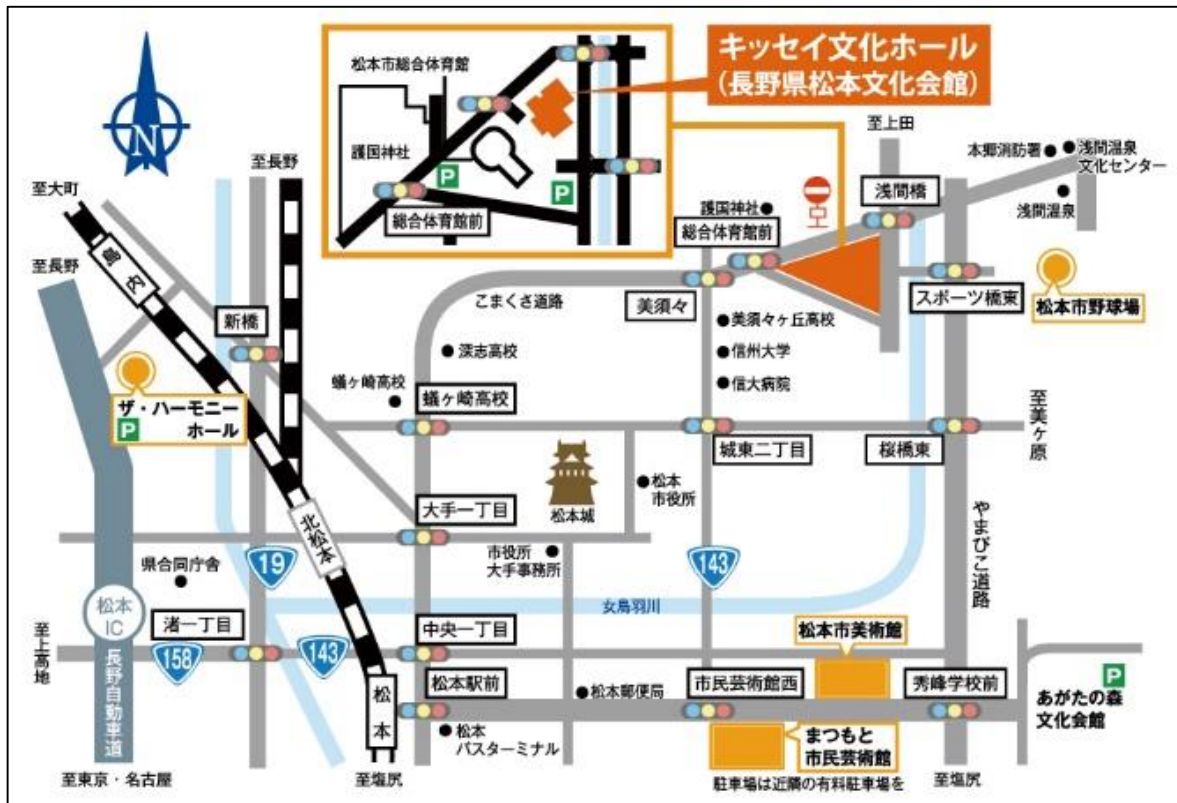 キッセイ文化ホール
(長野県松本文化会館)
松本市総合体育館
護国神社
P
P
総合体育館前
N
至長野
至大町
至長野
島内
新橋
ザ・ハーモニー
P ホール
至上田
本郷消防署
浅間温泉
文化センター
浅間橋
浅間温泉
護国神社
総合体育館前
スポーツ橋東
松本市野球場
こまくさ道路
美須々
美須々ヶ丘高校
信州大学
信大病院
深志高校
蟻ヶ崎高校
蟻ヶ崎高校
城東二丁目
桜橋東
至美ヶ原
松本城
松本
市役所
大手一丁目
北松本
市役所
大手事務所
143
やまびこ道路
19
県合同庁舎
松本
IC
渚一丁目
女鳥羽川
中央一丁目
松本市美術館
至上高地
158
143
長野自動車道
松本
松本駅前
松本郵便局
市民芸術館西
秀峰学校前
P
あがたの森
文化会館
松本
バスターミナル
まつもと
市民芸術館
駐車場は近隣の有料駐車場を
至東京・名古屋
至塩尻
至塩尻